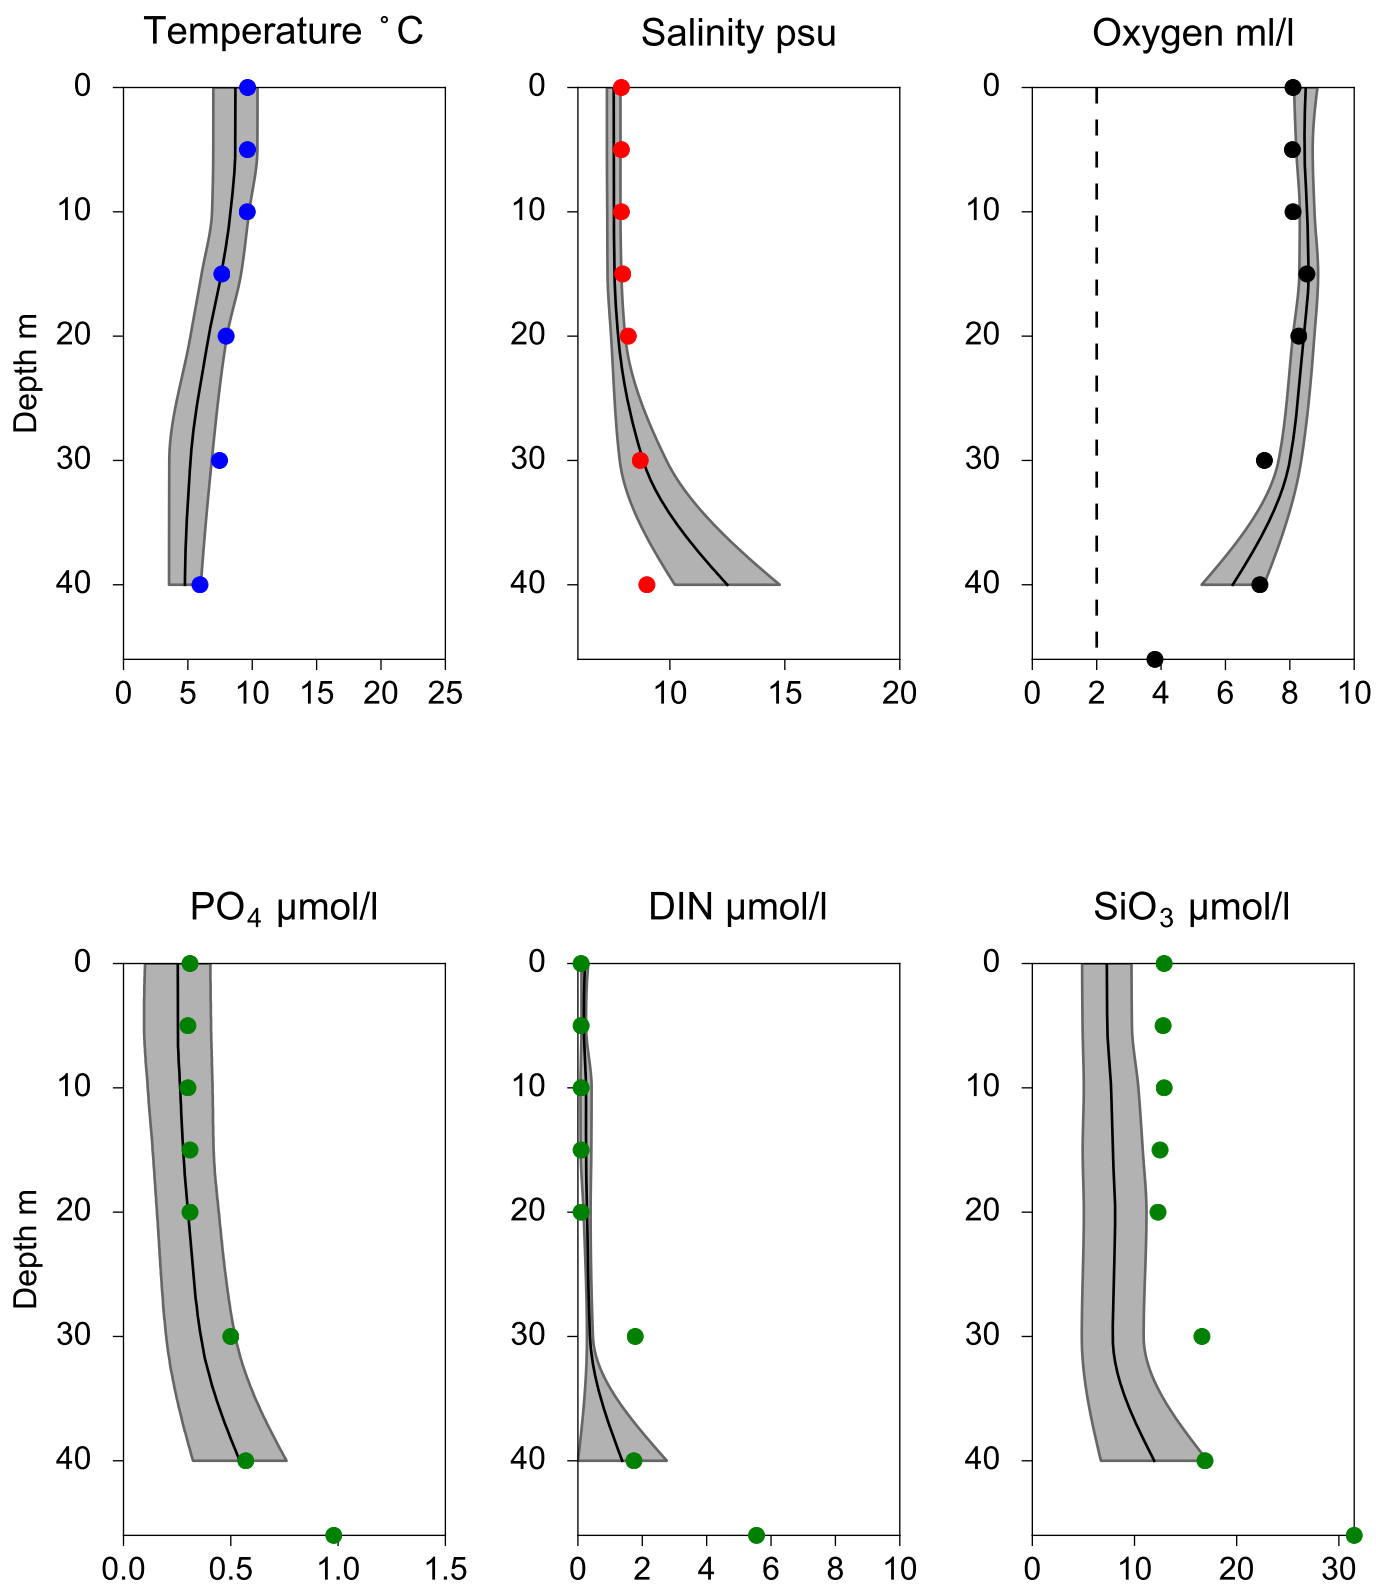 Temperature °C
Salinity psu
Oxygen ml/l
0
10
20
30
40
Depth m
0 5 10 15 20 25
0
10
20
30
40
10 15 20
0
10
20
30
40
0 2 4 6 8 10
PO₄ µmol/l
DIN µmol/l
SiO₃ µmol/l
0
10
20
30
40
Depth m
0.0 0.5 1.0 1.5
0
10
20
30
40
0 2 4 6 8 10
0
10
20
30
40
0 10 20 30